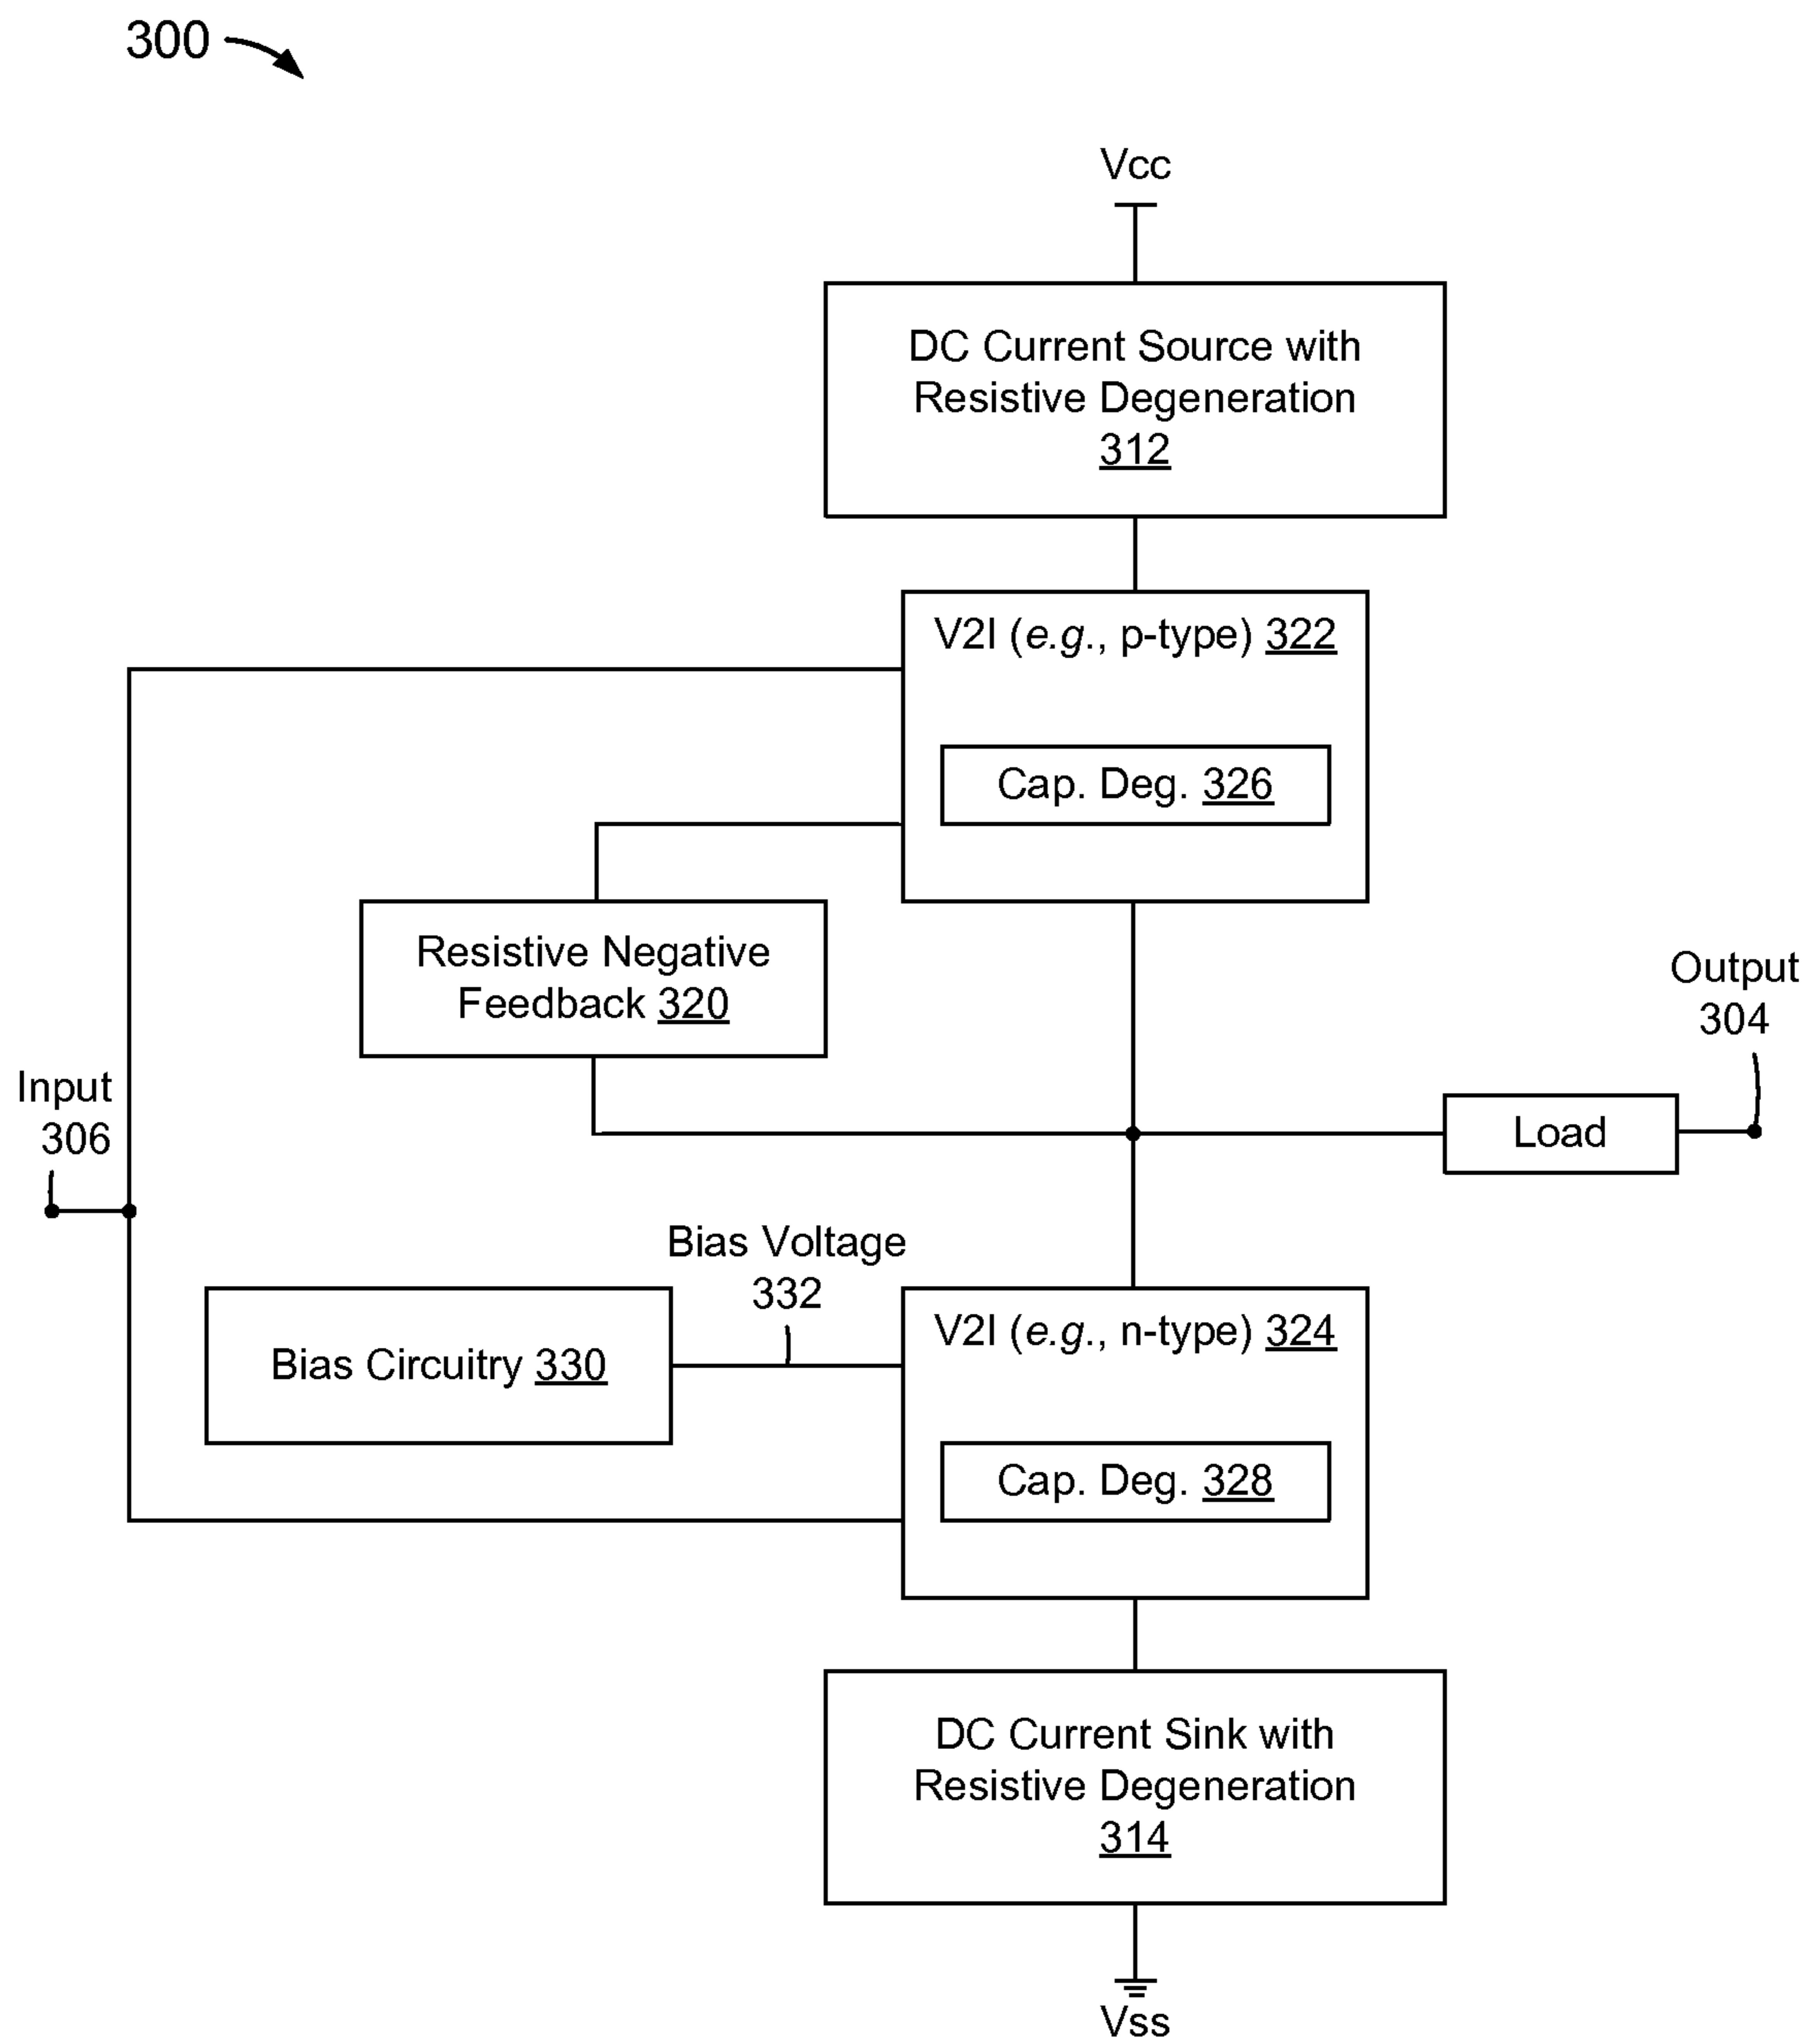 300
Vcc
DC Current Source with
Resistive Degeneration
312
V2I (e.g., p-type) 322
Cap. Deg. 326
Resistive Negative
Feedback 320
Output
304
Input
306
Load
Bias Voltage
332
Bias Circuitry 330
V2I (e.g., n-type) 324
Cap. Deg. 328
DC Current Sink with
Resistive Degeneration
314
Vss